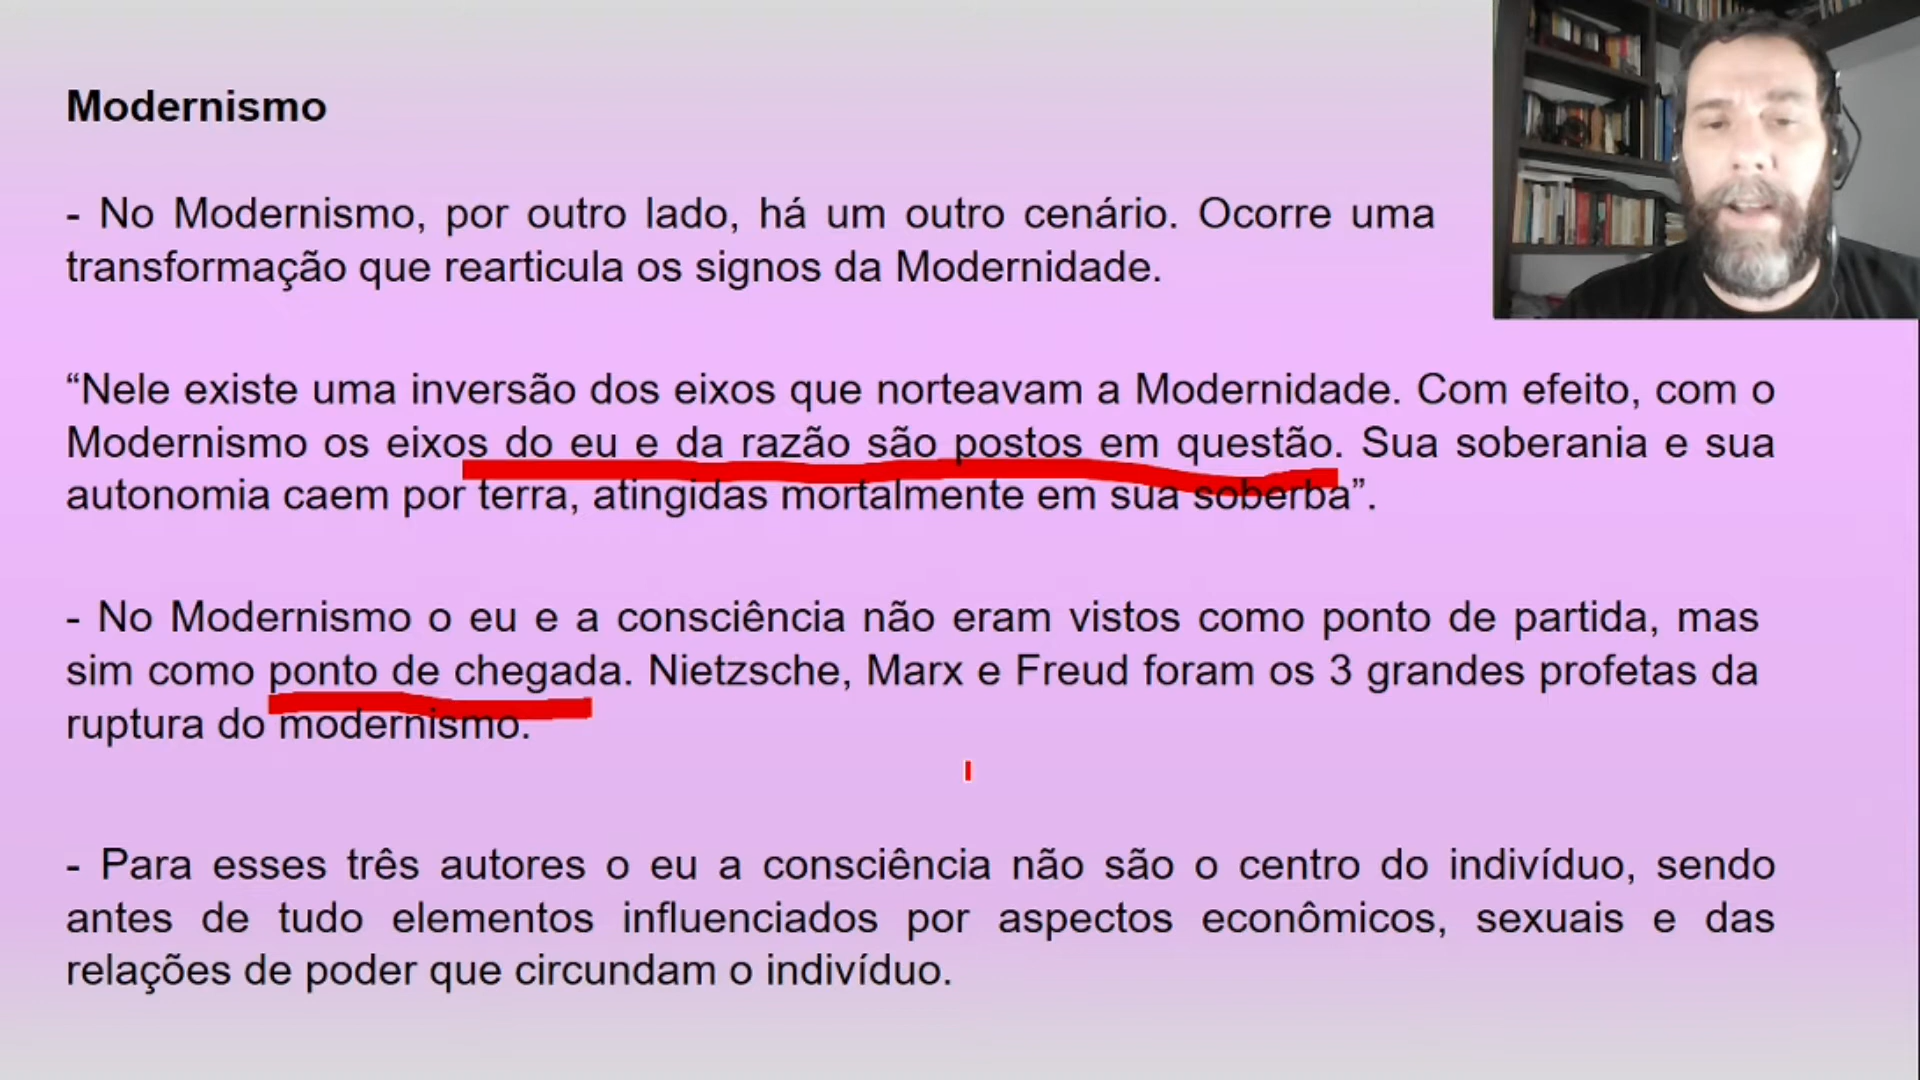 Modernismo
- No Modernismo, por outro lado, há um outro cenário. Ocorre uma
transformação que rearticula os signos da Modernidade.
“Nele existe uma inversão dos eixos que norteavam a Modernidade. Com efeito, com o
Modernismo os eixos do eu e da razão são postos em questão. Sua soberania e sua
autonomia caem por terra, atingidas mortalmente em sua soberba”.
- No Modernismo o eu e a consciência não eram vistos como ponto de partida, mas
sim como ponto de chegada. Nietzsche, Marx e Freud foram os 3 grandes profetas da
ruptura do modernismo.
- Para esses três autores o eu a consciência não são o centro do indivíduo, sendo
antes de tudo elementos influenciados por aspectos econômicos, sexuais e das
relações de poder que circundam o indivíduo.